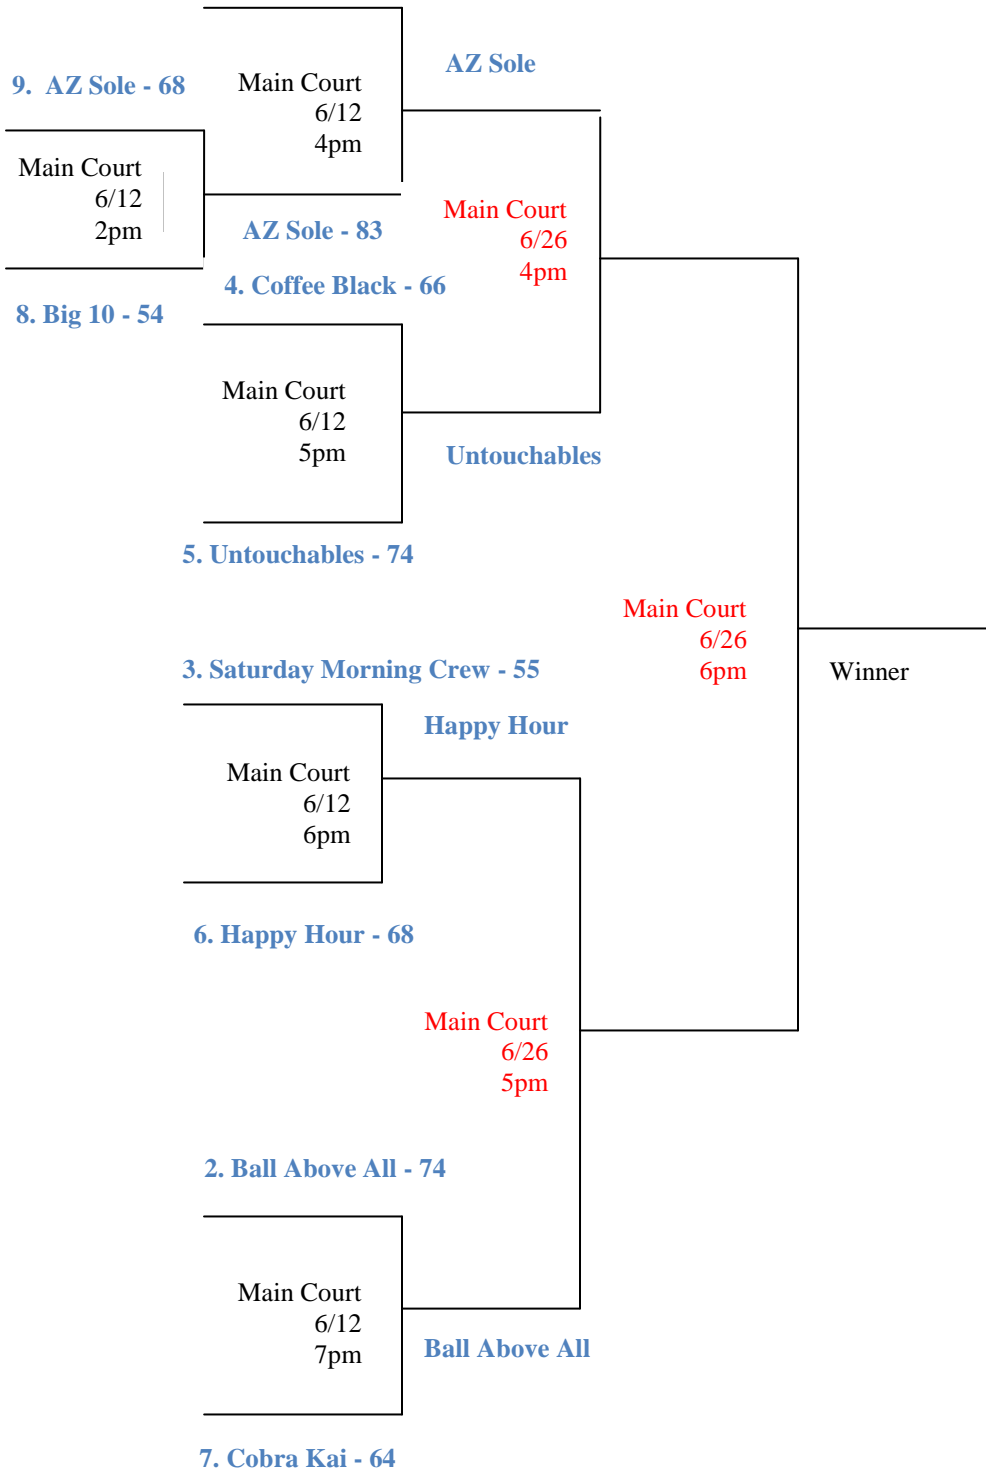 AZ Sole
9. AZ Sole - 68
Main Court
6/12
4pm
Main Court
6/12
2pm
AZ Sole - 83
Main Court
6/26
4pm
4. Coffee Black - 66
8. Big 10 - 54
Main Court
6/12
5pm
Untouchables
5. Untouchables - 74
Main Court
6/26
6pm
Winner
3. Saturday Morning Crew - 55
Happy Hour
Main Court
6/12
6pm
6. Happy Hour - 68
Main Court
6/26
5pm
2. Ball Above All - 74
Main Court
6/12
7pm
Ball Above All
7. Cobra Kai - 64